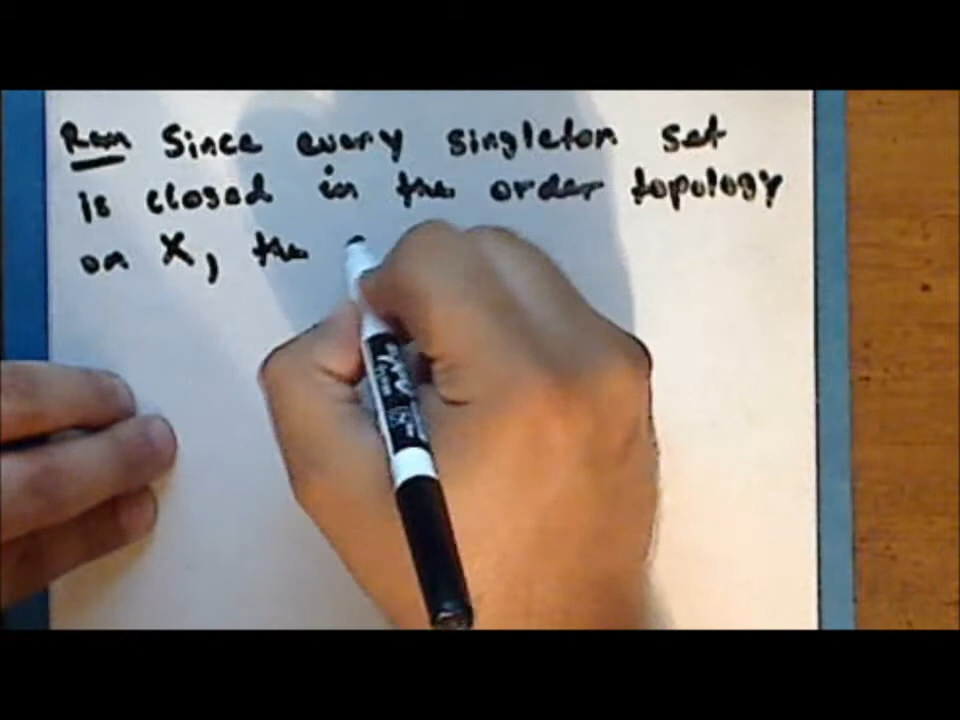 Rem Since every singleton set
is closed in the order topology
on X, the